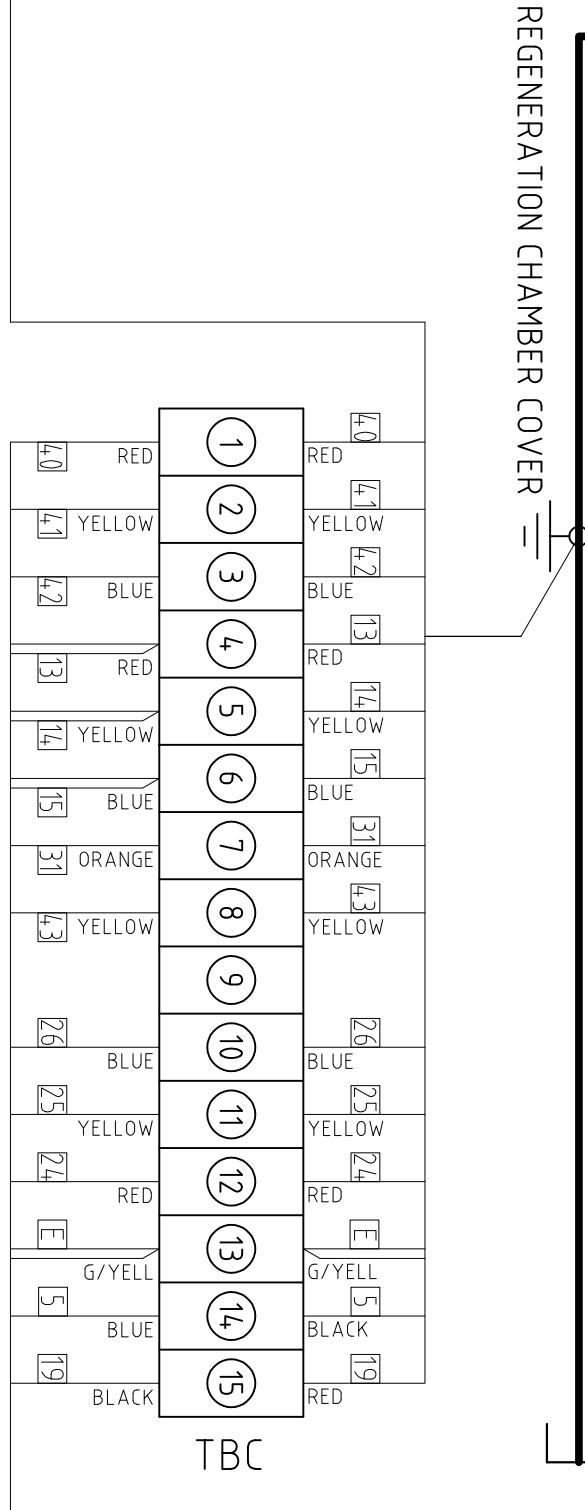 REGENERATION CHAMBER COVER
40 RED 1 RED 40
41 YELLOW 2 YELLOW 41
42 BLUE 3 BLUE 42
13 RED 4 RED 13
14 YELLOW 5 YELLOW 14
15 BLUE 6 BLUE 15
31 ORANGE 7 ORANGE 31
43 YELLOW 8 YELLOW 43
9
26 BLUE 10 BLUE 26
25 YELLOW 11 YELLOW 25
24 RED 12 RED 24
E G/YELL 13 G/YELL E
5 BLUE 14 BLACK 5
19 BLACK 15 RED 19
TBC